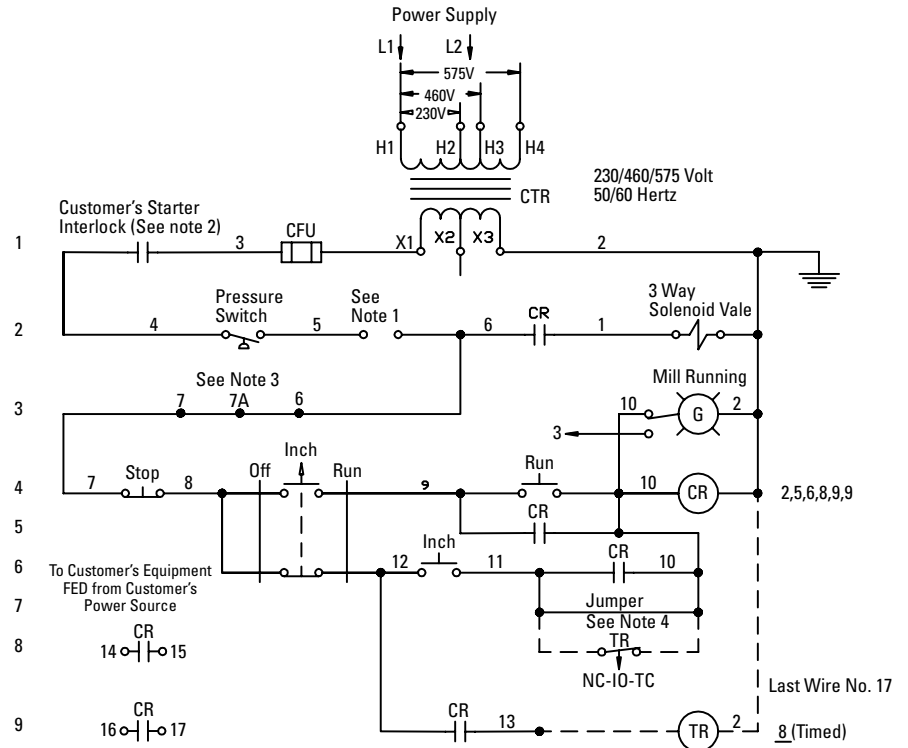 Power Supply
L1 L2
575V
460V
230V
H1 H2 H3 H4
230/460/575 Volt
50/60 Hertz
CTR
Customer's Starter
Interlock (See note 2)
1 3 CFU X1 X2 X3 2
Pressure
Switch
See
Note 1
3 Way
Solenoid Vale
2 4 5 6 CR 1
See Note 3
Mill Running
3 7 7A 6 10 G 2
3
Inch
4 7 Stop 8 Off Run 9 Run 10 CR 2,5,6,8,9,9
5 CR
Inch
6 12 11 CR 10
To Customer's Equipment
FED from Customer's
Power Source
7 Jumper
See Note 4
8 14 CR 15 TR
NC-IO-TC
Last Wire No. 17
9 16 CR 17 CR 13 TR 2 8 (Timed)